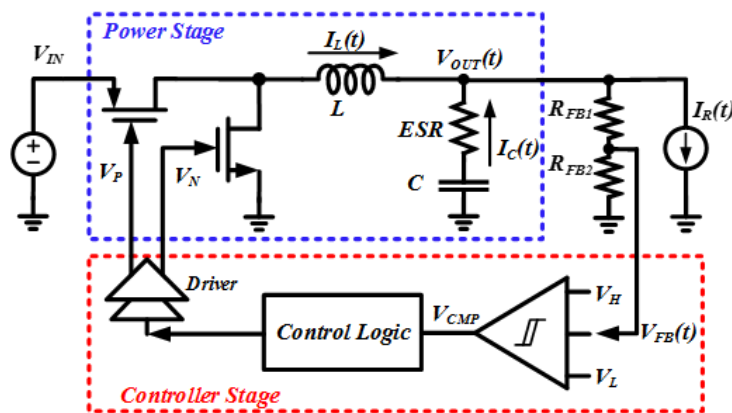 Power Stage
I_L(t)
V_IN
V_OUT(t)
L
R_FB1
I_R(t)
ESR
I_C(t)
V_P
V_N
R_FB2
C
Driver
V_H
Control Logic
V_CMP
V_FB(t)
V_L
Controller Stage